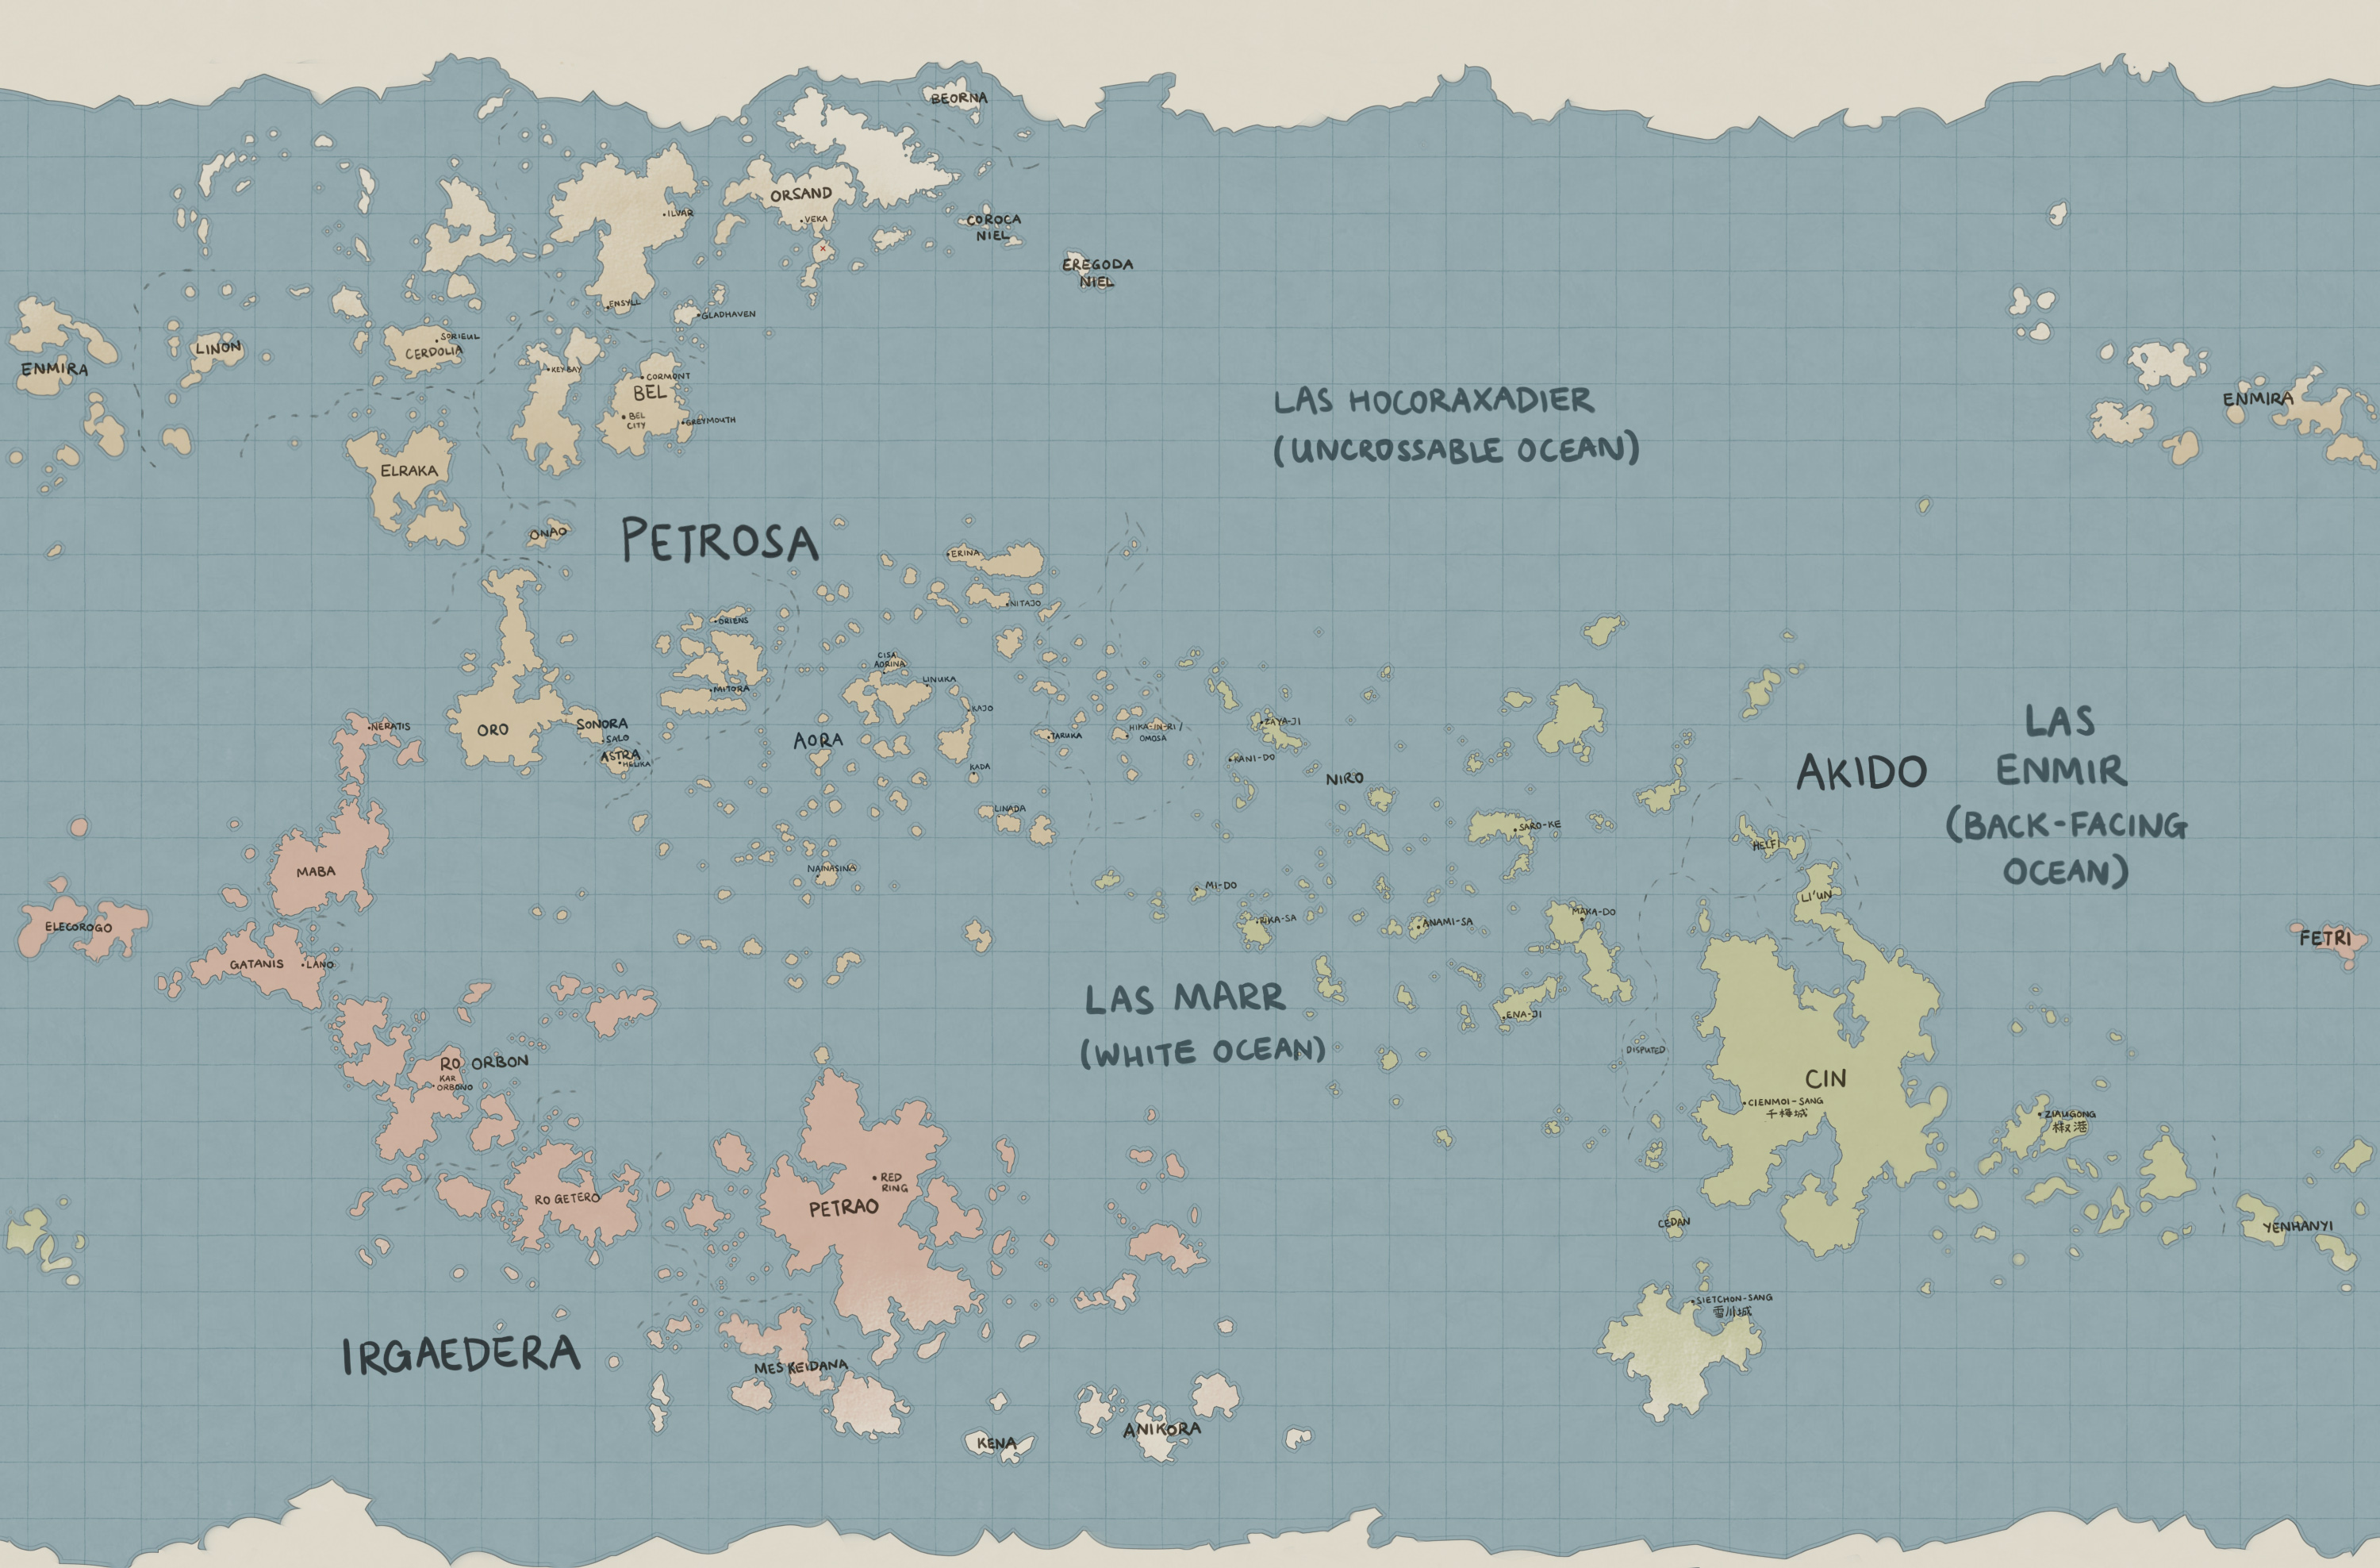 BEORNA
ORSAND
VEKA
ILVAR
COROCA
NIEL
EREGODA
NIEL
ENSYLL
GLADHAVEN
SORIEUL
CERDOLIA
LINON
ENMIRA
KEY BAY
CORMONT
BEL
BEL
CITY
GREYMOUTH
LAS HOCORAXADIER
(UNCROSSABLE OCEAN)
ENMIRA
ELRAKA
ONAO
PETROSA
ERINA
NITAJO
ORIENS
MITORA
CISA
AORINA
LINUKA
KAJO
KADA
AORA
TARUKA
HIKA-IN-RI /
OMOSA
ZAYA-JI
KANI-DO
NIRO
NERATIS
ORO
SONORA
SALO
ASTRA
HALIKA
LINADA
NAINASINO
SARO-KE
AKIDO
LAS
ENMIR
(BACK-FACING
OCEAN)
HELFI
LI'UN
MABA
ELECOROGO
GATANIS
LANO
MI-DO
RIKA-SA
ANAMI-SA
MAKA-DO
FETRI
LAS MARR
(WHITE OCEAN)
ENA-JI
DISPUTED
CIN
CIENMOI-SANG
千梅城
ZIAUGONG
椒港
RO ORBON
KAR
ORBONO
RO GETERO
RED
RING
PETRAO
CEDAN
YENHANYI
SIETCHON-SANG
雪川城
IRGAEDERA
MES KEIDANA
KENA
ANIKORA